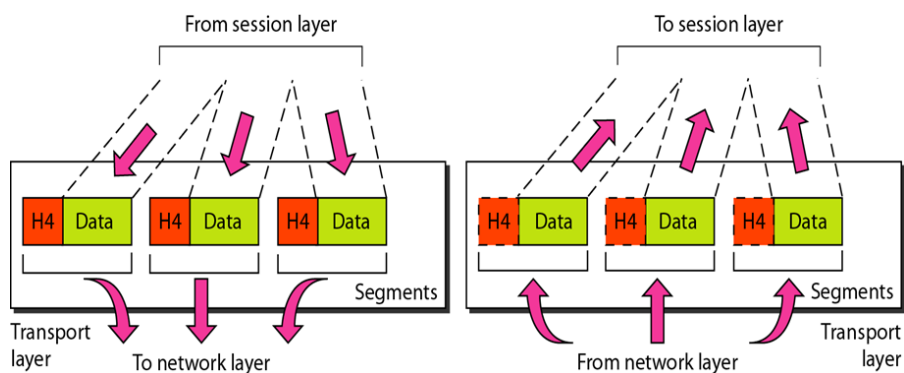 From session layer
To session layer
H4 Data H4 Data H4 Data
H4 Data H4 Data H4 Data
Segments
Segments
Transport
layer
To network layer
From network layer
Transport
layer